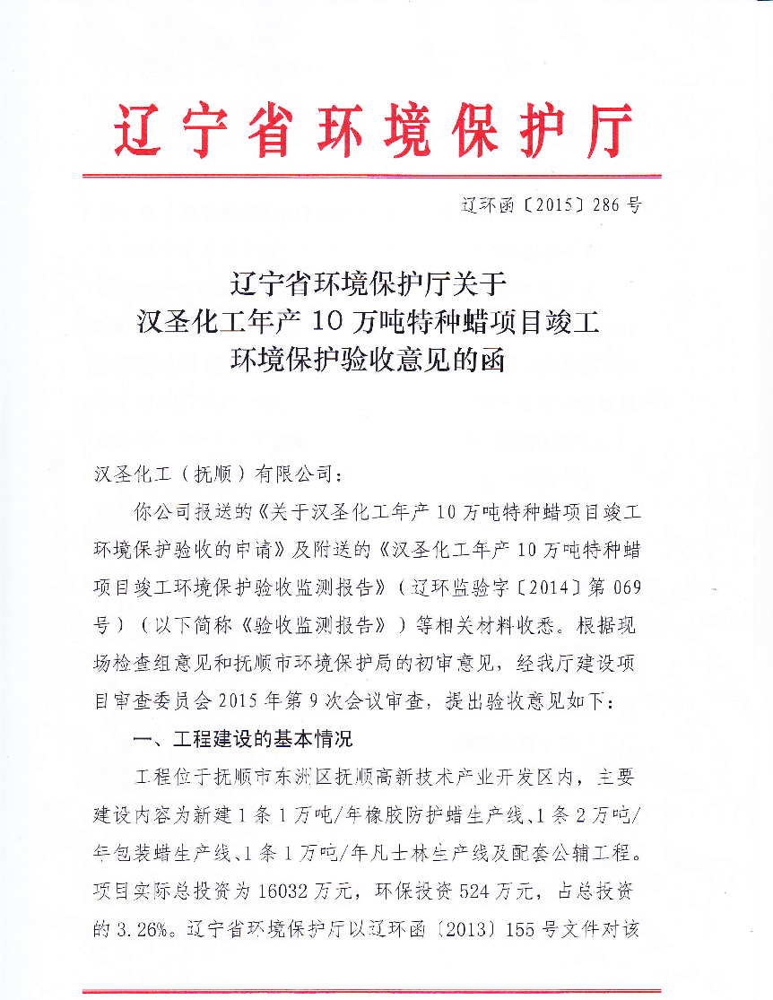 辽宁省环境保护厅
辽环函〔2015〕286 号
辽宁省环境保护厅关于
汉圣化工年产 10 万吨特种蜡项目竣工
环境保护验收意见的函
汉圣化工（抚顺）有限公司：
你公司报送的《关于汉圣化工年产 10 万吨特种蜡项目竣工
环境保护验收的申请》及附送的《汉圣化工年产 10 万吨特种蜡
项目竣工环境保护验收监测报告》（辽环监验字〔2014〕第 069
号）（以下简称《验收监测报告》）等相关材料收悉。根据现
场检查组意见和抚顺市环境保护局的初审意见，经我厅建设项
目审查委员会 2015 年第 9 次会议审查，提出验收意见如下：
一、工程建设的基本情况
工程位于抚顺市东洲区抚顺高新技术产业开发区内，主要
建设内容为新建 1 条 1 万吨/年橡胶防护蜡生产线、1 条 2 万吨/
年包装蜡生产线、1 条 1 万吨/年凡士林生产线及配套公辅工程。
项目实际总投资为 16032 万元，环保投资 524 万元，占总投资
的 3.26%。辽宁省环境保护厅以辽环函〔2013〕155 号文件对该